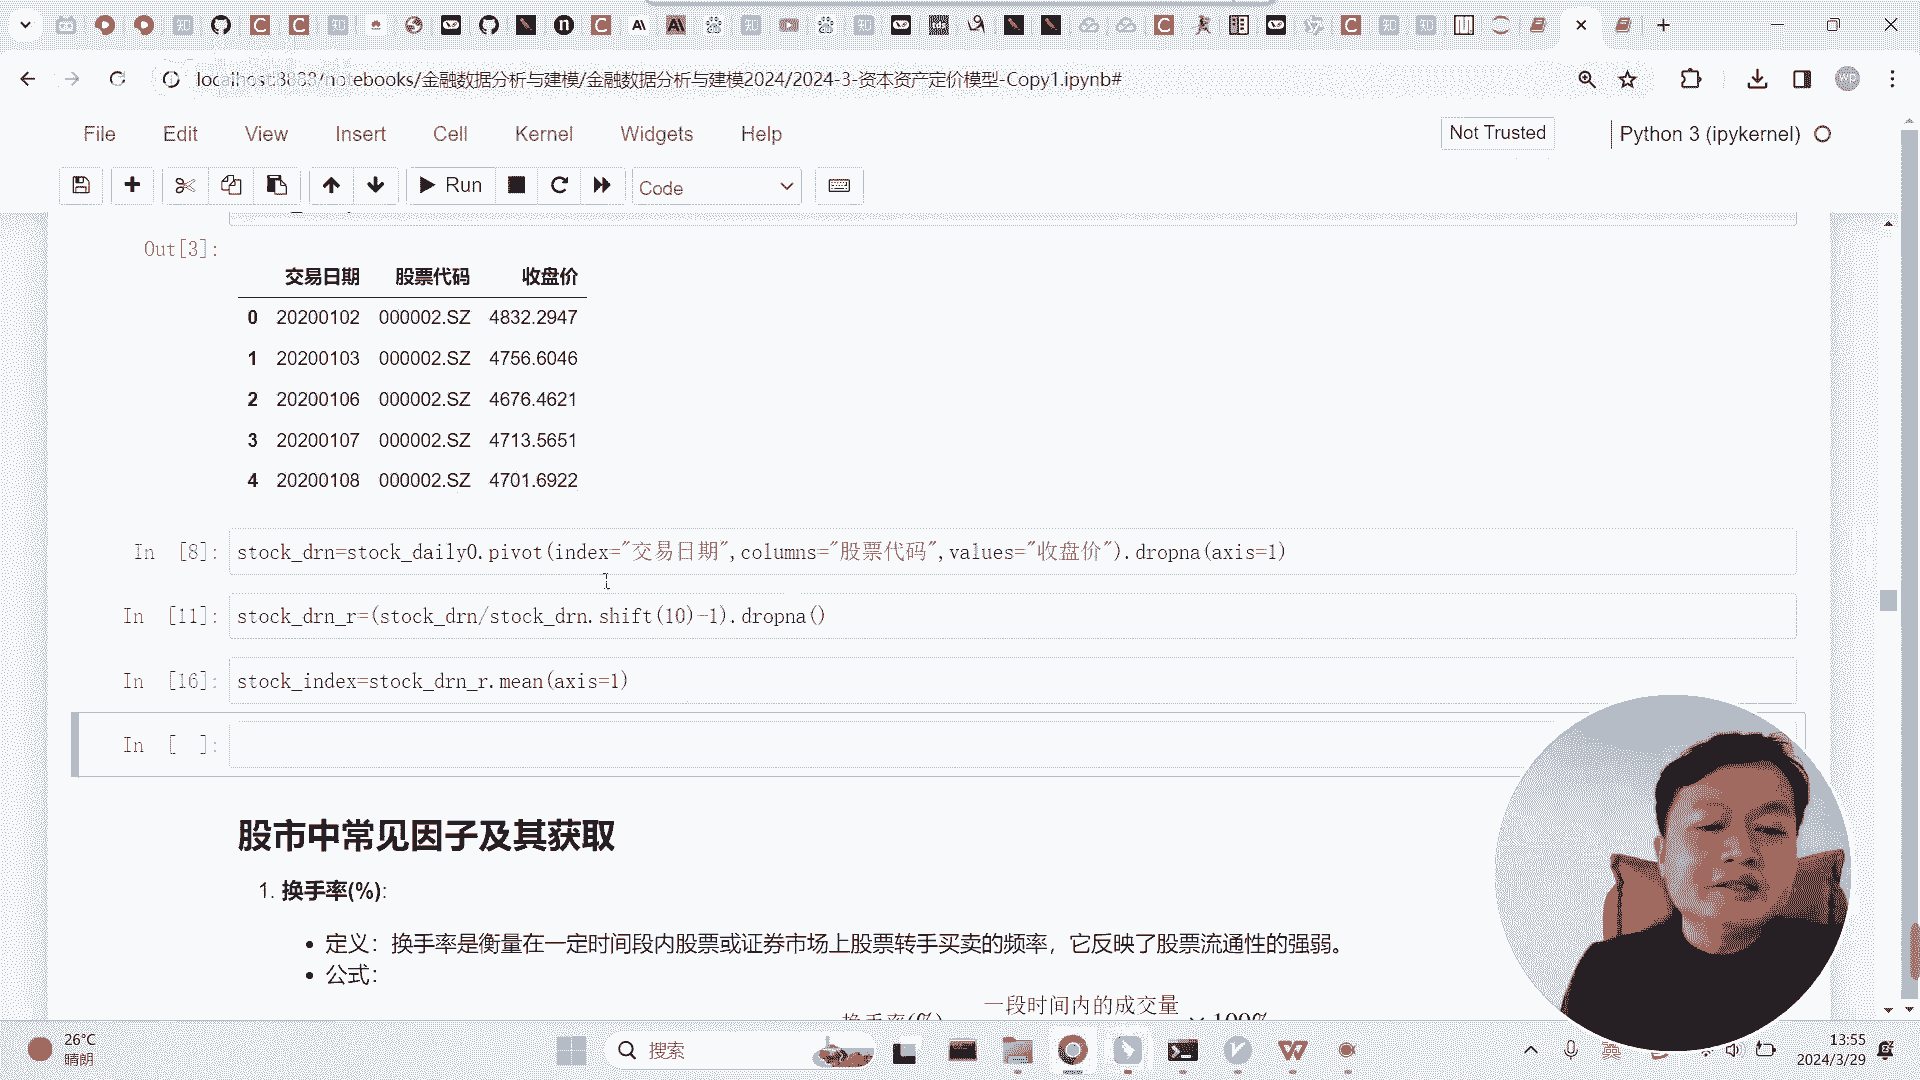 localhost:8888/notebooks/金融数据分析与建模/金融数据分析与建模2024/2024-3-资本资产定价模型-Copy1.ipynb#
wp
File Edit View Insert Cell Kernel Widgets Help
Not Trusted
Python 3 (ipykernel)
Run
Code
Out[3]:
交易日期 股票代码 收盘价
0 20200102 000002.SZ 4832.2947
1 20200103 000002.SZ 4756.6046
2 20200106 000002.SZ 4676.4621
3 20200107 000002.SZ 4713.5651
4 20200108 000002.SZ 4701.6922
In [8]: stock_drn=stock_daily0.pivot(index="交易日期",columns="股票代码",values="收盘价").dropna(axis=1)
In [11]: stock_drn_r=(stock_drn/stock_drn.shift(10)-1).dropna()
In [16]: stock_index=stock_drn_r.mean(axis=1)
In [ ]:
股市中常见因子及其获取
1. 换手率(%):
• 定义：换手率是衡量在一定时间段内股票或证券市场上股票转手买卖的频率，它反映了股票流通性的强弱。
• 公式：
一段时间内的成交量
换手率(%) × 100%
26°C
晴朗
搜索
英
13:55
2024/3/29